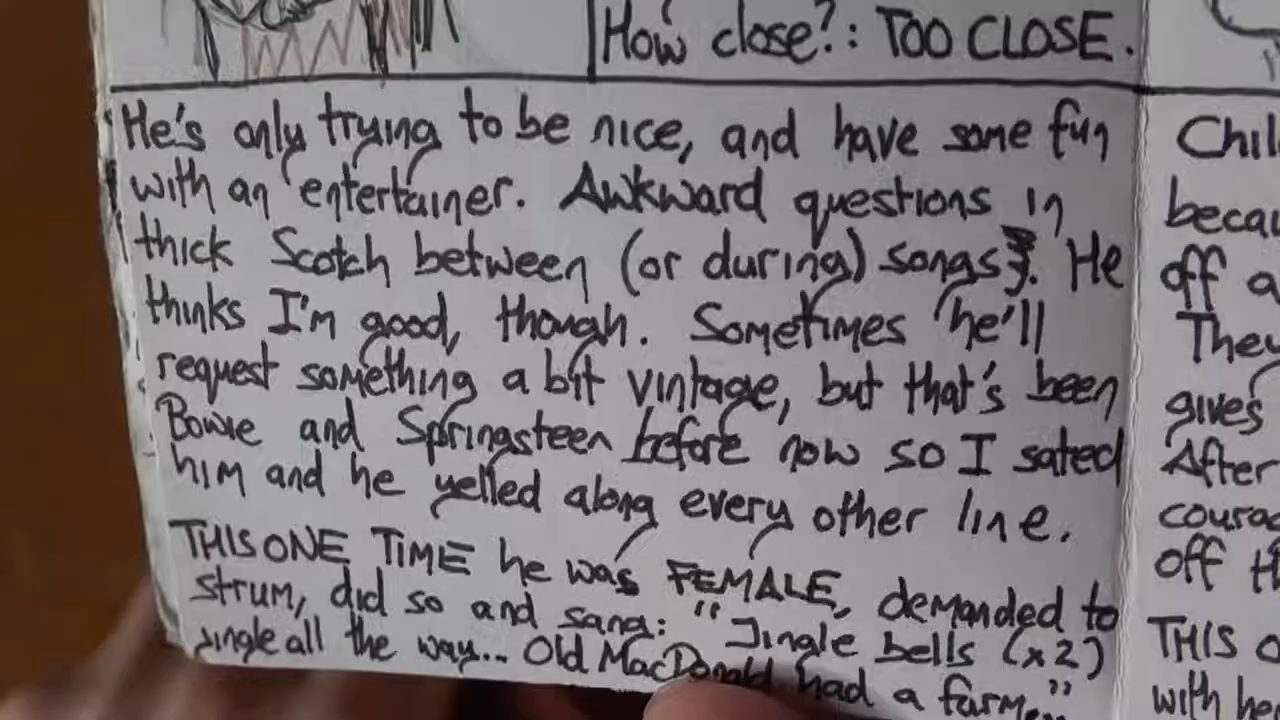 How close?: TOO CLOSE.
He's only trying to be nice, and have some fun
with an entertainer. Awkward questions in
thick Scotch between (or during) songs. He
thinks I'm good, though. Sometimes he'll
request something a bit vintage, but that's been
Bowie and Springsteen before now so I sated
him and he yelled along every other line.
THIS ONE TIME he was FEMALE, demanded to
strum, did so and sang: "Jingle bells (x2)
jingle all the way... Old MacDonald had a farm..."
Chil
becau
off a
They
gives
After
courag
off th
THIS O
with he